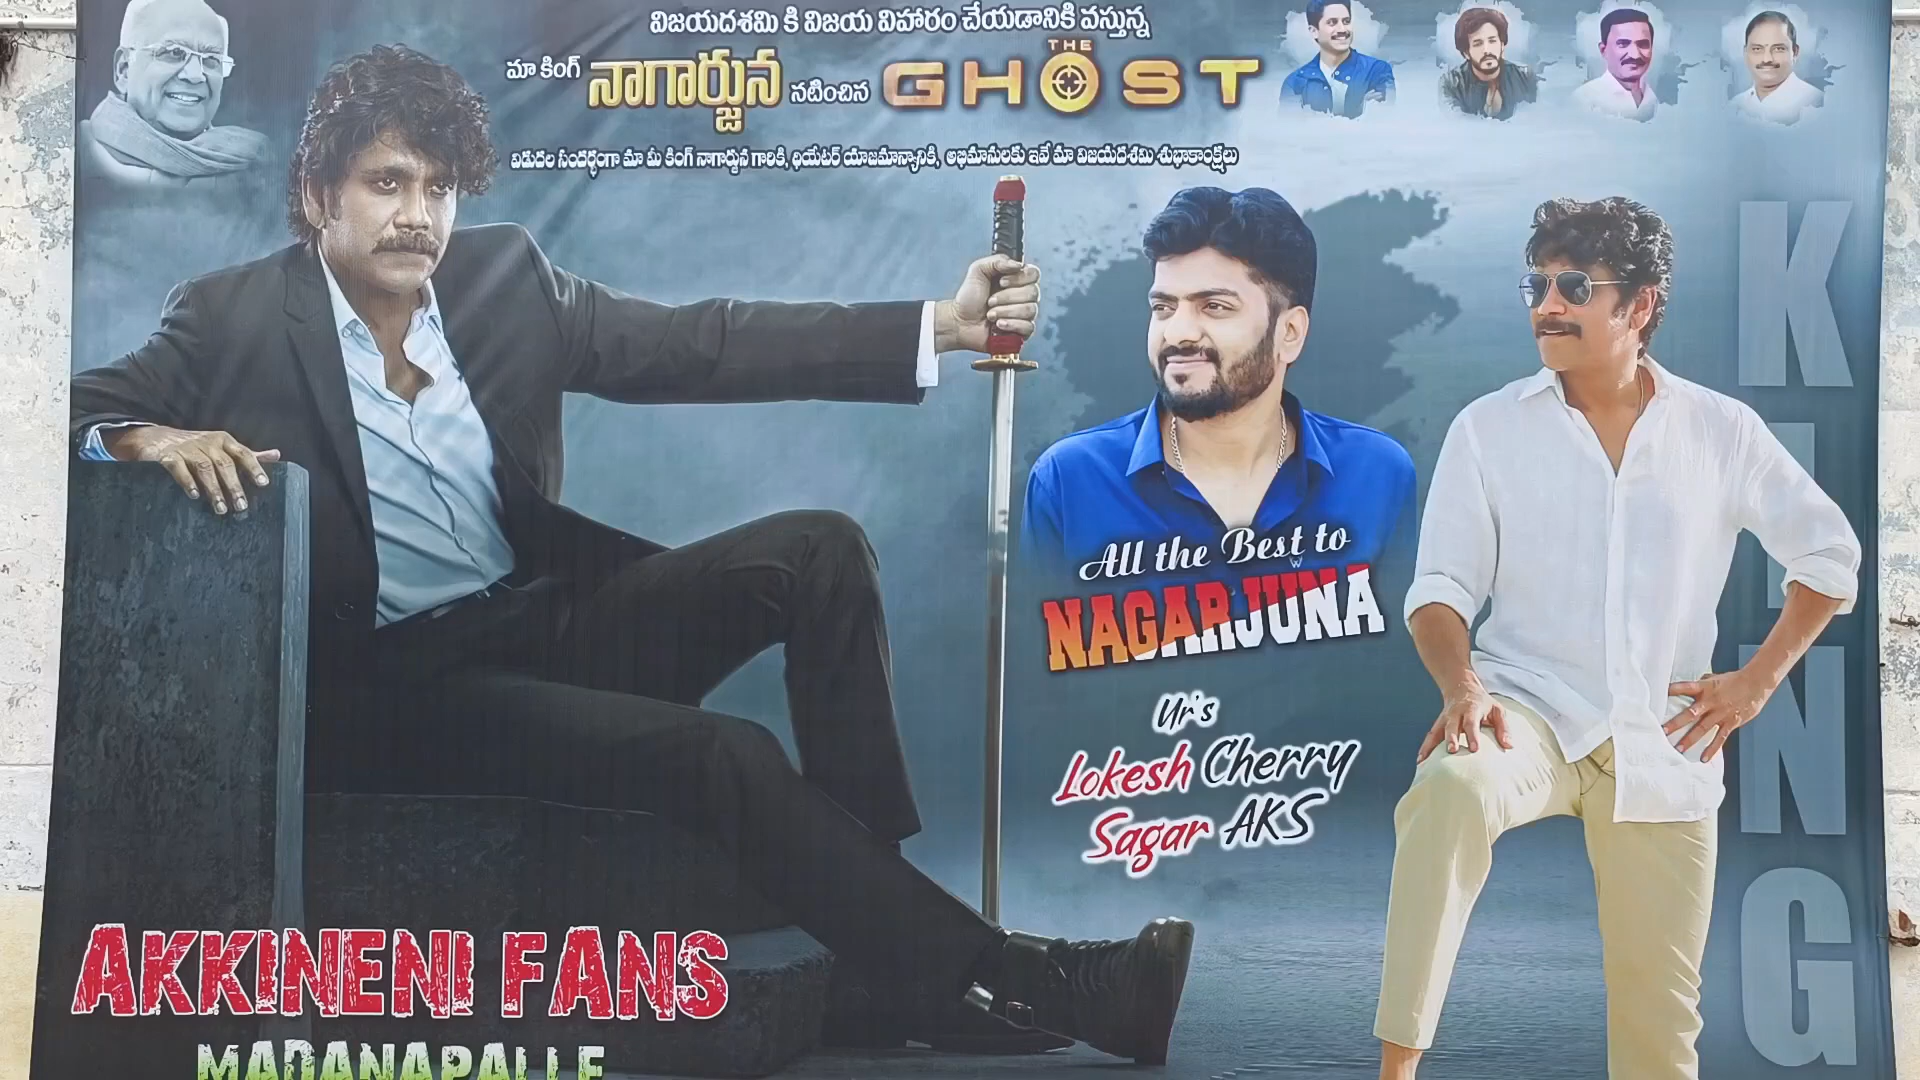 విజయదశమి కి విజయ విహారం చేయడానికి వస్తున్న
మా కింగ్ నాగార్జున నటించిన THE GHOST
విడుదల సందర్భంగా మా మీ కింగ్ నాగార్జున గారికి, థియేటర్ యాజమాన్యానికి, అభిమానులకు ఇవే మా విజయదశమి శుభాకాంక్షలు
KING
All the Best to
NAGARJUNA
Ur's
Lokesh Cherry
Sagar AKS
AKKINENI FANS
MADANAPALLE